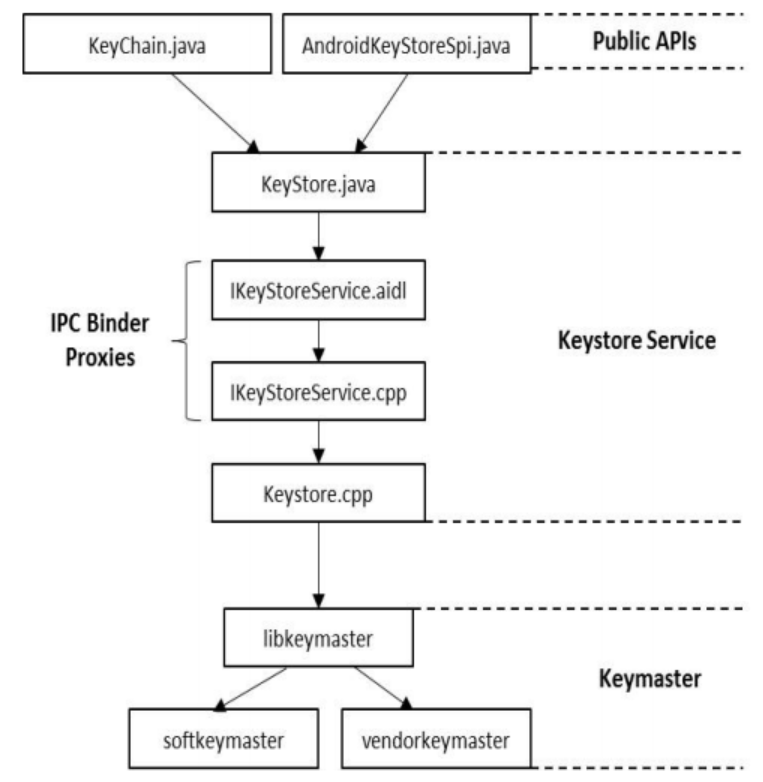 KeyChain.java
AndroidKeyStoreSpi.java
Public APIs
KeyStore.java
IKeyStoreService.aidl
IPC Binder
Proxies
Keystore Service
IKeyStoreService.cpp
Keystore.cpp
libkeymaster
Keymaster
softkeymaster
vendorkeymaster